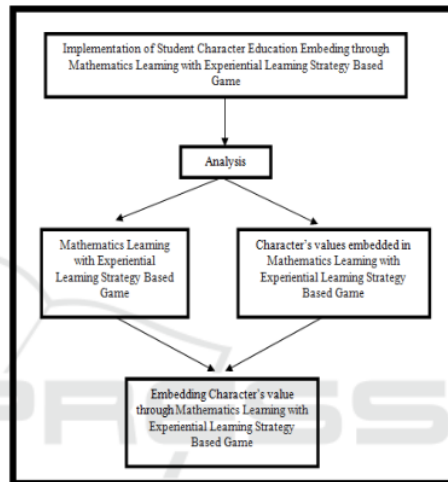 Implementation of Student Character Education Embeding through
Mathematics Learning with Experiential Learning Strategy Based
Game
Analysis
Mathematics Learning
with Experiential
Learning Strategy Based
Game
Character's values embedded in
Mathematics Learning with
Experiential Learning Strategy
Based Game
Embedding Character's value
through Mathematics Learning with
Experiential Learning Strategy
Based Game
PRESS